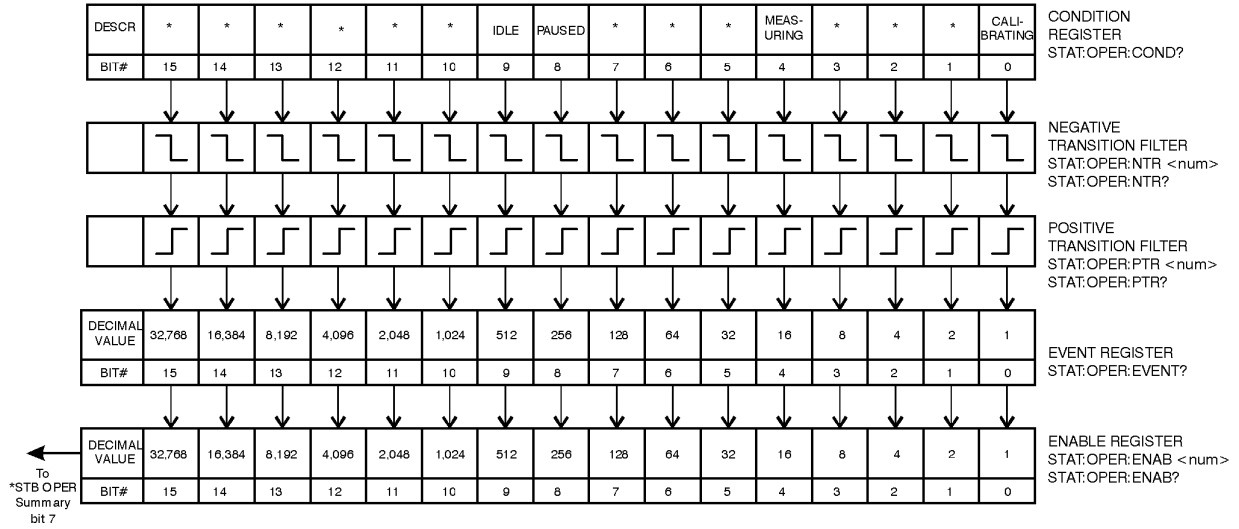 DESCR * * * * * * IDLE PAUSED * * * MEAS-URING * * * CALI-BRATING
BIT# 15 14 13 12 11 10 9 8 7 6 5 4 3 2 1 0
CONDITION
REGISTER
STAT:OPER:COND?
NEGATIVE
TRANSITION FILTER
STAT:OPER:NTR <num>
STAT:OPER:NTR?
POSITIVE
TRANSITION FILTER
STAT:OPER:PTR <num>
STAT:OPER:PTR?
DECIMAL VALUE 32,768 16,384 8,192 4,096 2,048 1,024 512 256 128 64 32 16 8 4 2 1
BIT# 15 14 13 12 11 10 9 8 7 6 5 4 3 2 1 0
EVENT REGISTER
STAT:OPER:EVENT?
DECIMAL VALUE 32,768 16,384 8,192 4,096 2,048 1,024 512 256 128 64 32 16 8 4 2 1
BIT# 15 14 13 12 11 10 9 8 7 6 5 4 3 2 1 0
ENABLE REGISTER
STAT:OPER:ENAB <num>
STAT:OPER:ENAB?
To
*STB OPER
Summary
bit 7